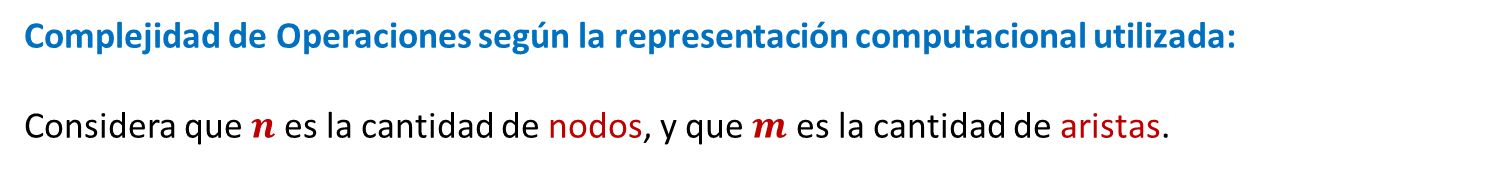 Complejidad de Operaciones según la representación computacional utilizada:
Considera que n es la cantidad de nodos, y que m es la cantidad de aristas.